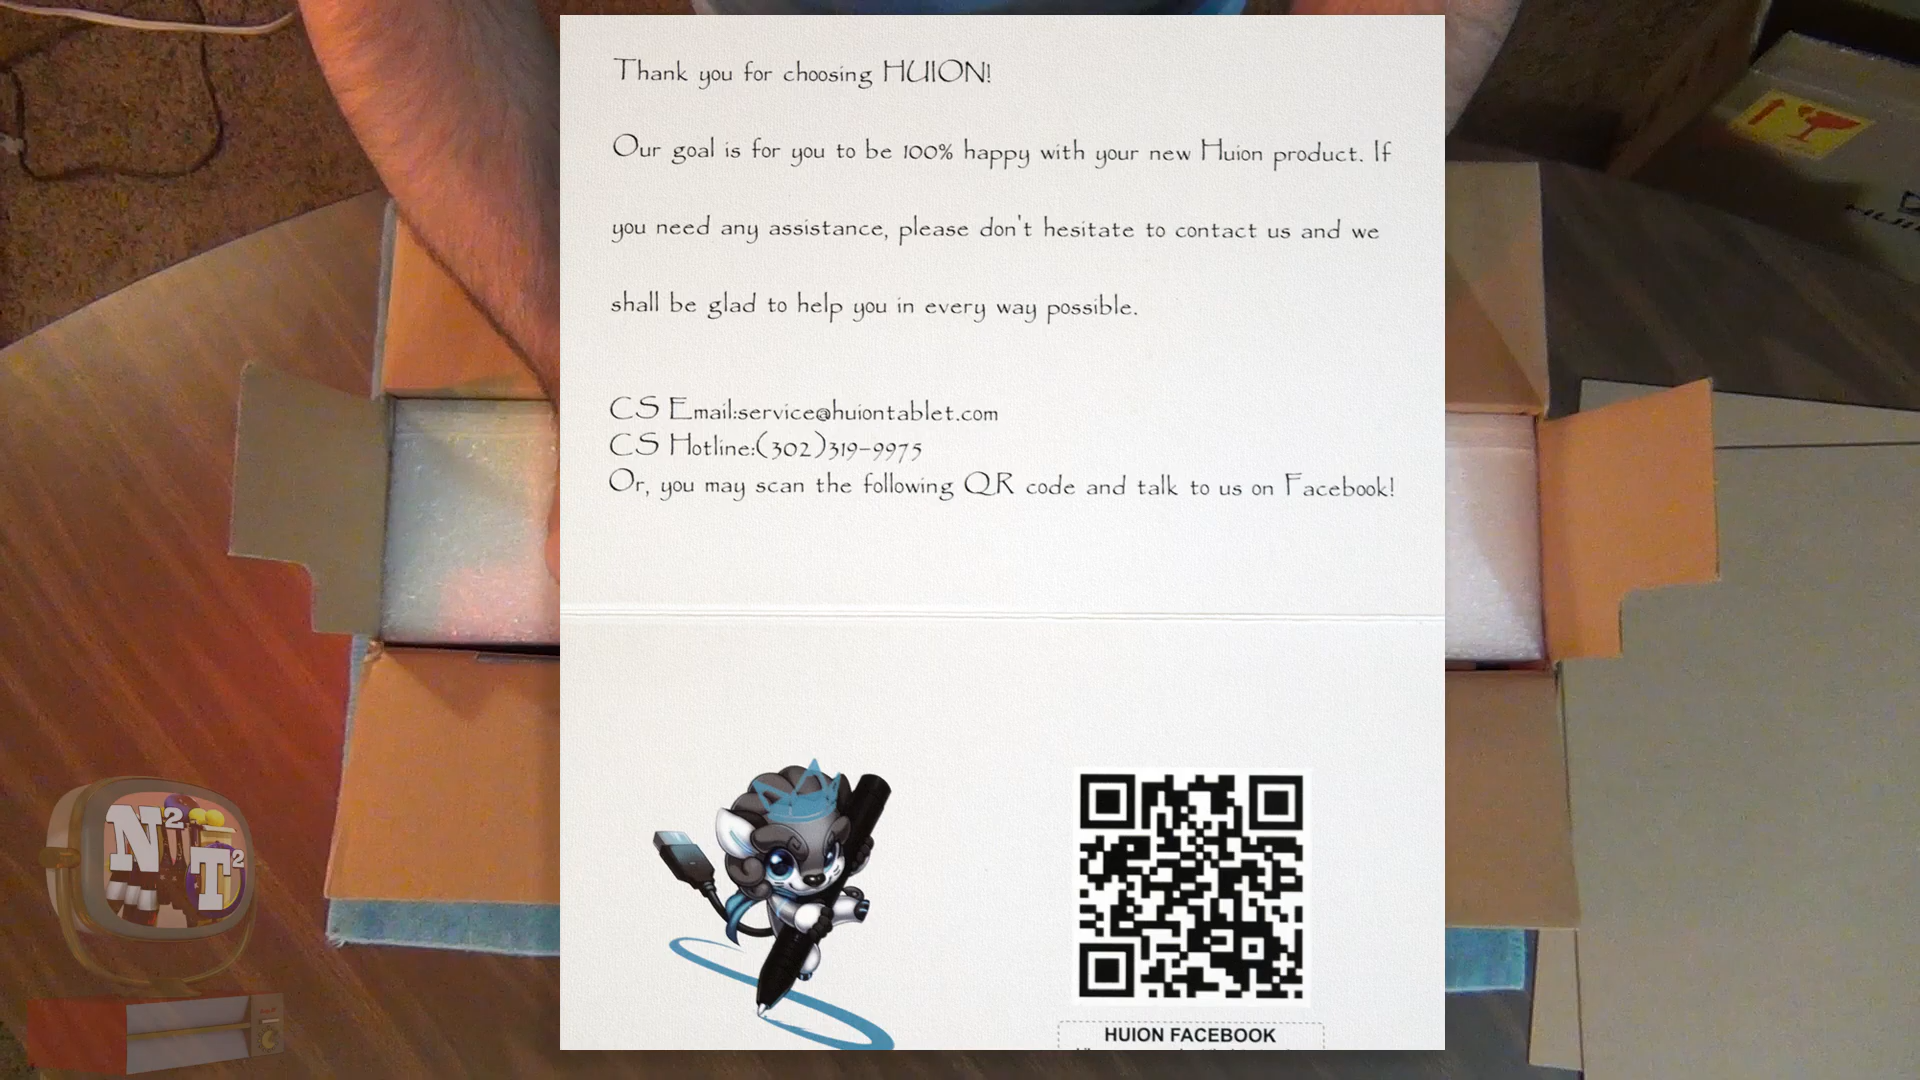 Thank you for choosing HUION!
Our goal is for you to be 100% happy with your new Huion product. If
you need any assistance, please don't hesitate to contact us and we
shall be glad to help you in every way possible.
CS Email:service@huiontablet.com
CS Hotline:(302)319-9975
Or, you may scan the following QR code and talk to us on Facebook!
HUION FACEBOOK
N²
T²